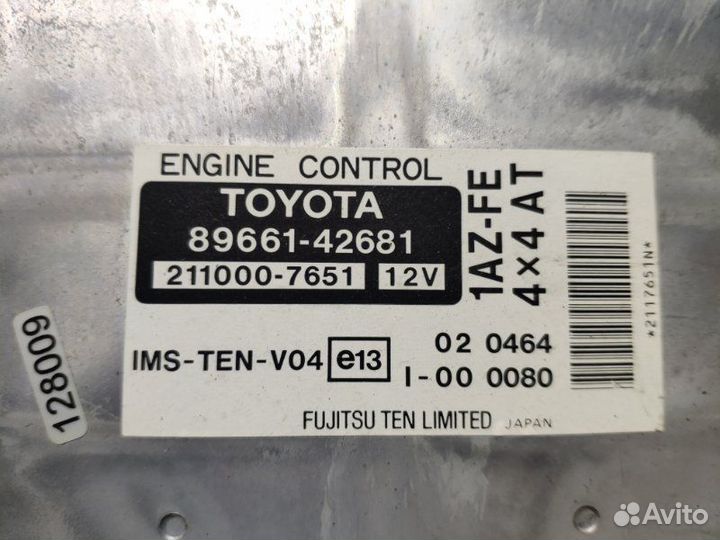 ENGINE CONTROL
TOYOTA
89661-42681
211000-7651 12V
1AZ-FE
4×4 AT
*2117651N*
IMS-TEN-V04 e13
02 0464
I-00 0080
FUJITSU TEN LIMITED JAPAN
128009
Avito